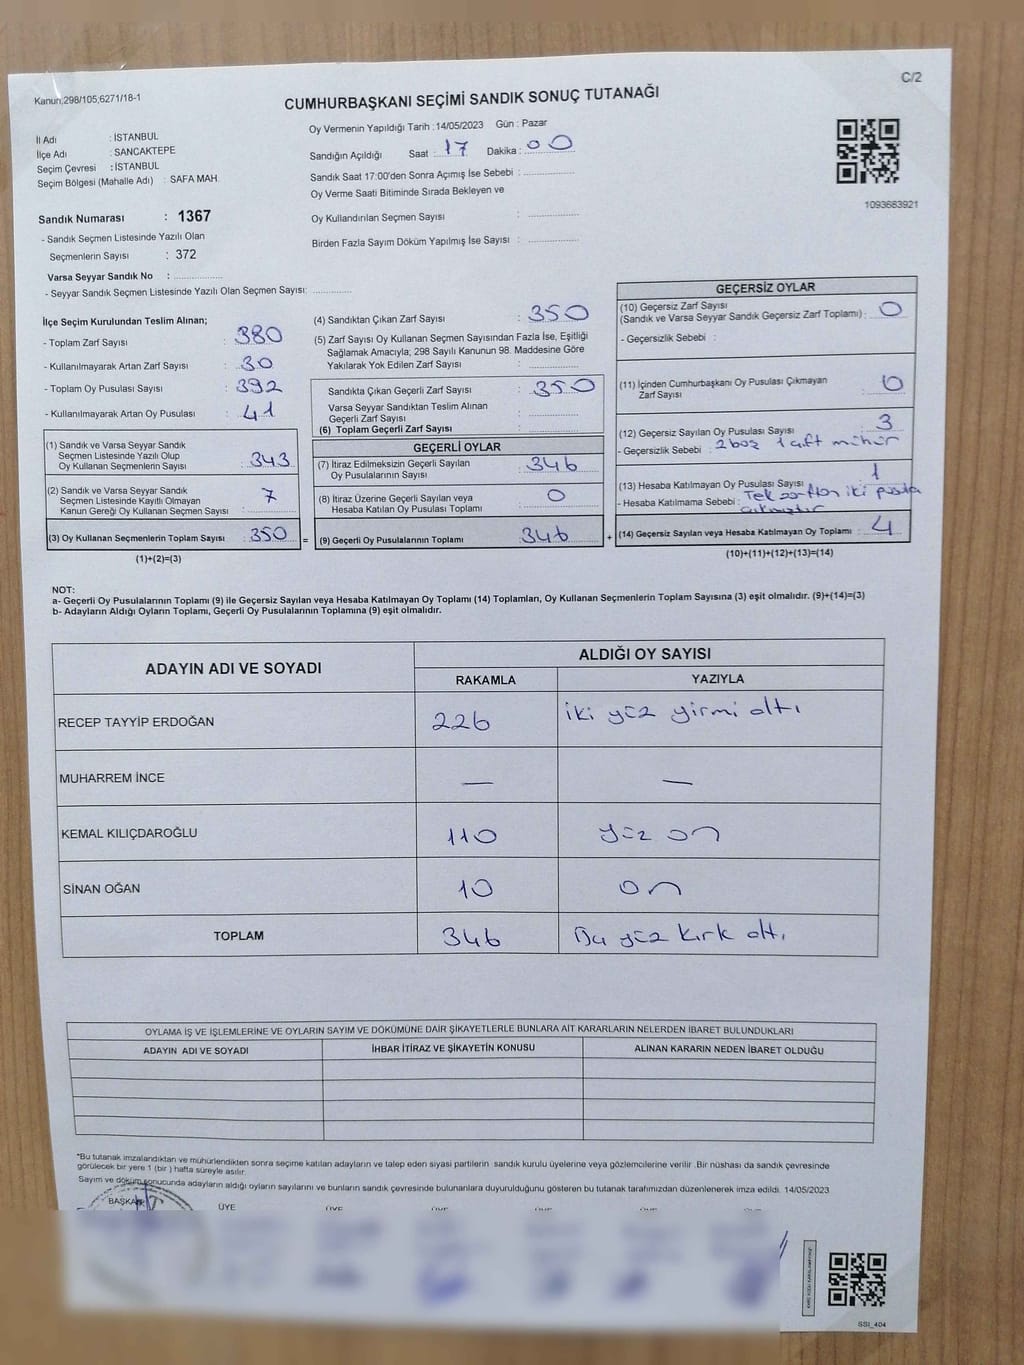 Kanun:298/105;6271/18-1
C/2
CUMHURBAŞKANI SEÇİMİ SANDIK SONUÇ TUTANAĞI
İl Adı : İSTANBUL
İlçe Adı : SANCAKTEPE
Seçim Çevresi : İSTANBUL
Seçim Bölgesi (Mahalle Adı) : SAFA MAH.
Sandık Numarası : 1367
- Sandık Seçmen Listesinde Yazılı Olan
Seçmenlerin Sayısı : 372
Varsa Seyyar Sandık No :
- Seyyar Sandık Seçmen Listesinde Yazılı Olan Seçmen Sayısı:
Oy Vermenin Yapıldığı Tarih :14/05/2023 Gün : Pazar
Sandığın Açıldığı Saat : 17 Dakika : 00
Sandık Saat 17:00'den Sonra Açımış İse Sebebi :
Oy Verme Saati Bitiminde Sırada Bekleyen ve
Oy Kullandırılan Seçmen Sayısı :
Birden Fazla Sayım Döküm Yapılmış İse Sayısı :
1093683921
İlçe Seçim Kurulundan Teslim Alınan;
- Toplam Zarf Sayısı : 380
- Kullanılmayarak Artan Zarf Sayısı : 30
- Toplam Oy Pusulası Sayısı : 392
- Kullanılmayarak Artan Oy Pusulası : 41
(1) Sandık ve Varsa Seyyar Sandık
Seçmen Listesinde Yazılı Olup
Oy Kullanan Seçmenlerin Sayısı : 343
(2) Sandık ve Varsa Seyyar Sandık
Seçmen Listesinde Kayıtlı Olmayan
Kanun Gereği Oy Kullanan Seçmen Sayısı : 7
(3) Oy Kullanan Seçmenlerin Toplam Sayısı : 350 =
(1)+(2)=(3)
(4) Sandıktan Çıkan Zarf Sayısı : 350
(5) Zarf Sayısı Oy Kullanan Seçmen Sayısından Fazla İse, Eşitliği
Sağlamak Amacıyla; 298 Sayılı Kanunun 98. Maddesine Göre
Yakılarak Yok Edilen Zarf Sayısı :
Sandıkta Çıkan Geçerli Zarf Sayısı : 350
Varsa Seyyar Sandıktan Teslim Alınan
Geçerli Zarf Sayısı :
(6) Toplam Geçerli Zarf Sayısı :
GEÇERLİ OYLAR
(7) İtiraz Edilmeksizin Geçerli Sayılan
Oy Pusulalarının Sayısı : 346
(8) İtiraz Üzerine Geçerli Sayılan veya
Hesaba Katılan Oy Pusulası Toplamı : 0
(9) Geçerli Oy Pusulalarının Toplamı : 346 +
GEÇERSİZ OYLAR
(10) Geçersiz Zarf Sayısı
(Sandık ve Varsa Seyyar Sandık Geçersiz Zarf Toplamı) : 0
- Geçersizlik Sebebi :
(11) İçinden Cumhurbaşkanı Oy Pusulası Çıkmayan
Zarf Sayısı : 0
(12) Geçersiz Sayılan Oy Pusulası Sayısı : 3
- Geçersizlik Sebebi : 2 boş 1 çift mühür
(13) Hesaba Katılmayan Oy Pusulası Sayısı : 1
- Hesaba Katılmama Sebebi : Tek zarftan iki pusula
çıkmıştır
(14) Geçersiz Sayılan veya Hesaba Katılmayan Oy Toplamı : 4
(10)+(11)+(12)+(13)=(14)
NOT:
a- Geçerli Oy Pusulalarının Toplamı (9) ile Geçersiz Sayılan veya Hesaba Katılmayan Oy Toplamı (14) Toplamları, Oy Kullanan Seçmenlerin Toplam Sayısına (3) eşit olmalıdır. (9)+(14)=(3)
b- Adayların Aldığı Oyların Toplamı, Geçerli Oy Pusulalarının Toplamına (9) eşit olmalıdır.
ADAYIN ADI VE SOYADI
ALDIĞI OY SAYISI
RAKAMLA YAZIYLA
RECEP TAYYİP ERDOĞAN 226 iki yüz yirmi altı
MUHARREM İNCE — —
KEMAL KILIÇDAROĞLU 110 yüz on
SİNAN OĞAN 10 on
TOPLAM 346 Üç yüz kırk altı
OYLAMA İŞ VE İŞLEMLERİNE VE OYLARIN SAYIM VE DÖKÜMÜNE DAİR ŞİKAYETLERLE BUNLARA AİT KARARLARIN NELERDEN İBARET BULUNDUKLARI
ADAYIN ADI VE SOYADI İHBAR İTİRAZ VE ŞİKAYETİN KONUSU ALINAN KARARIN NEDEN İBARET OLDUĞU
*Bu tutanak imzalandıktan ve mühürlendikten sonra seçime katılan adayların ve talep eden siyasi partilerin sandık kurulu üyelerine veya gözlemcilerine verilir .Bir nüshası da sandık çevresinde
görülecek bir yere 1 (bir ) hafta süreyle asılır.
Sayım ve döküm sonucunda adayların aldığı oyların sayılarını ve bunların sandık çevresinde bulunanlara duyurulduğunu gösteren bu tutanak tarafımızdan düzenlenerek imza edildi. 14/05/2023
BAŞKAN ÜYE ÜYE ÜYE ÜYE ÜYE ÜYE
SSI_404